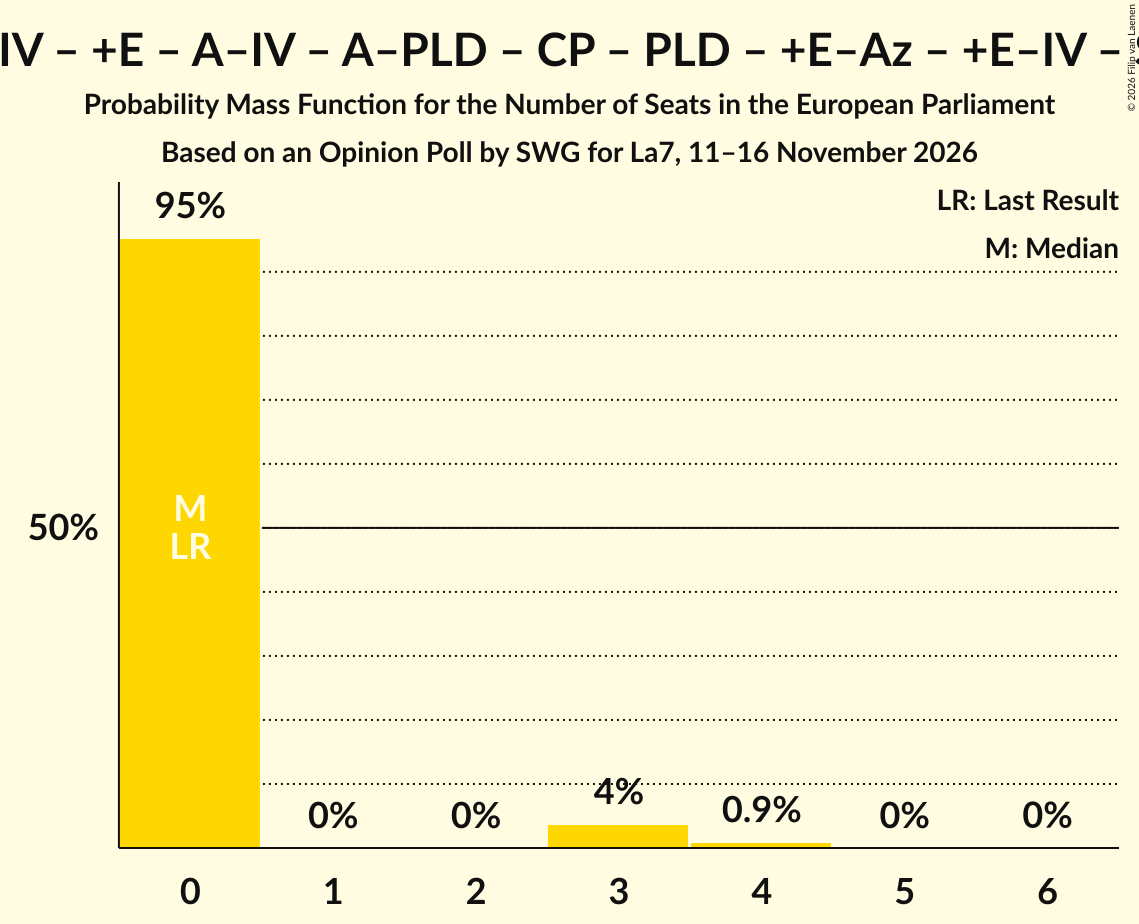 IV – +E – A–IV – A–PLD – CP – PLD – +E–Az – +E–IV –
Probability Mass Function for the Number of Seats in the European Parliament
Based on an Opinion Poll by SWG for La7, 11–16 November 2026
© 2026 Filip van Laenen
LR: Last Result
M: Median
95%
50%
M
LR
0%
0%
4%
0.9%
0%
0%
0
1
2
3
4
5
6